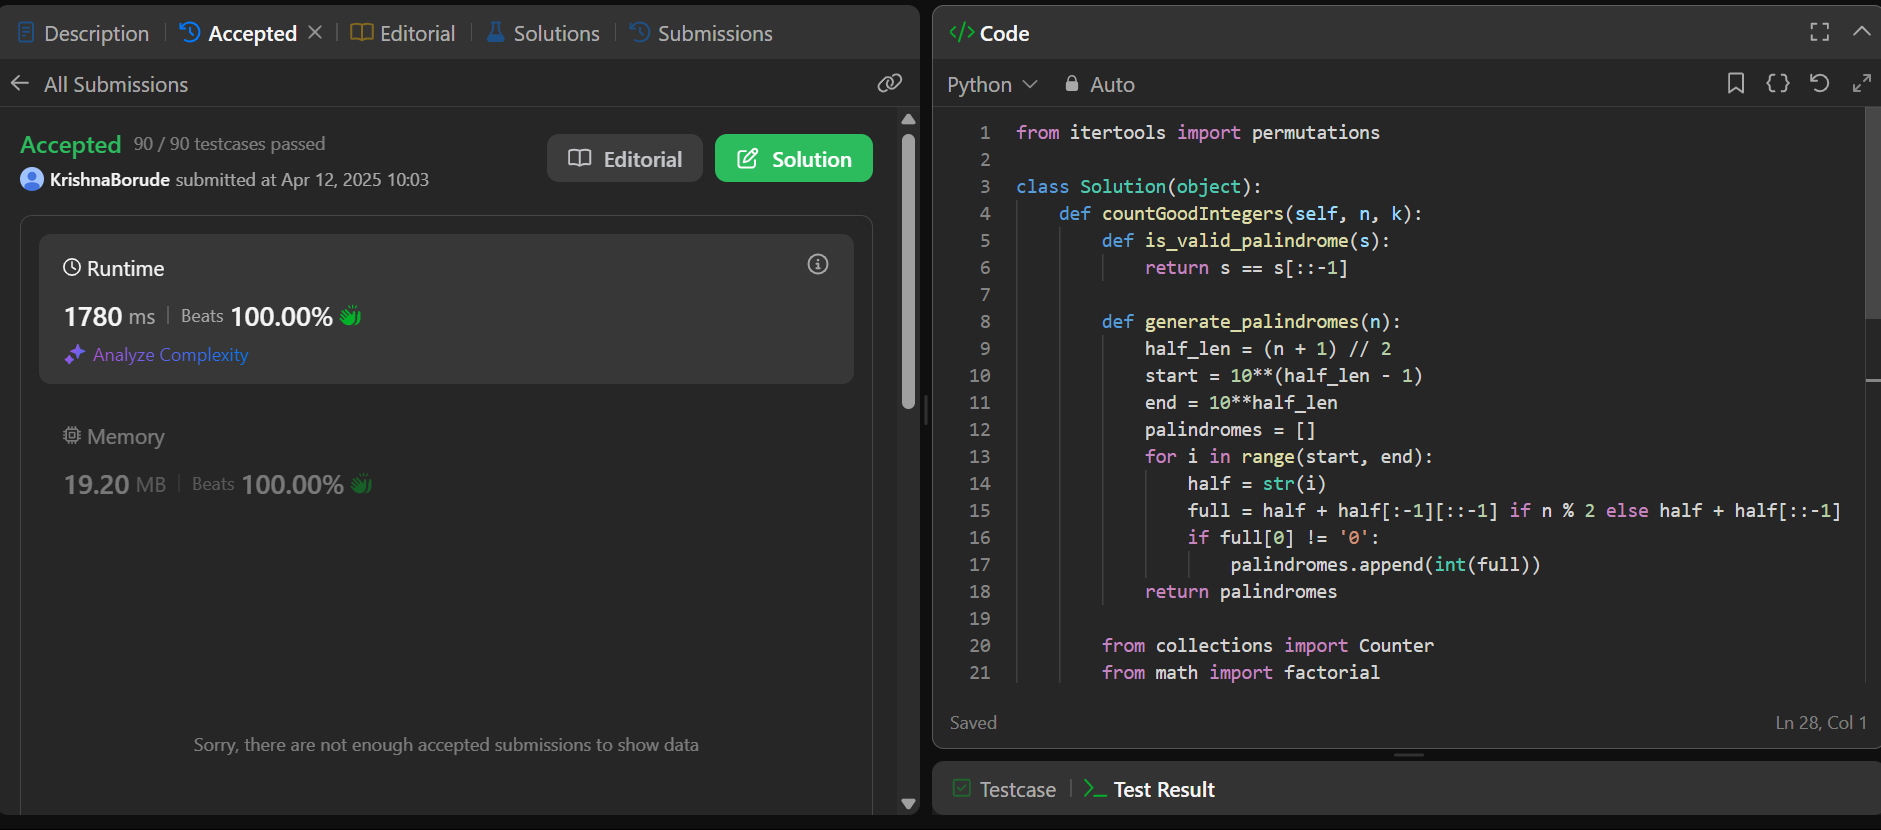 Description Accepted Editorial Solutions Submissions
All Submissions
Accepted 90 / 90 testcases passed
KrishnaBorude submitted at Apr 12, 2025 10:03
Editorial
Solution
Runtime
1780 ms Beats 100.00%
Analyze Complexity
Memory
19.20 MB Beats 100.00%
Sorry, there are not enough accepted submissions to show data
</> Code
Python Auto
1 from itertools import permutations
2
3 class Solution(object):
4     def countGoodIntegers(self, n, k):
5         def is_valid_palindrome(s):
6             return s == s[::-1]
7
8         def generate_palindromes(n):
9             half_len = (n + 1) // 2
10             start = 10**(half_len - 1)
11             end = 10**half_len
12             palindromes = []
13             for i in range(start, end):
14                 half = str(i)
15                 full = half + half[:-1][::-1] if n % 2 else half + half[::-1]
16                 if full[0] != '0':
17                     palindromes.append(int(full))
18             return palindromes
19
20         from collections import Counter
21         from math import factorial
Saved Ln 28, Col 1
Testcase Test Result